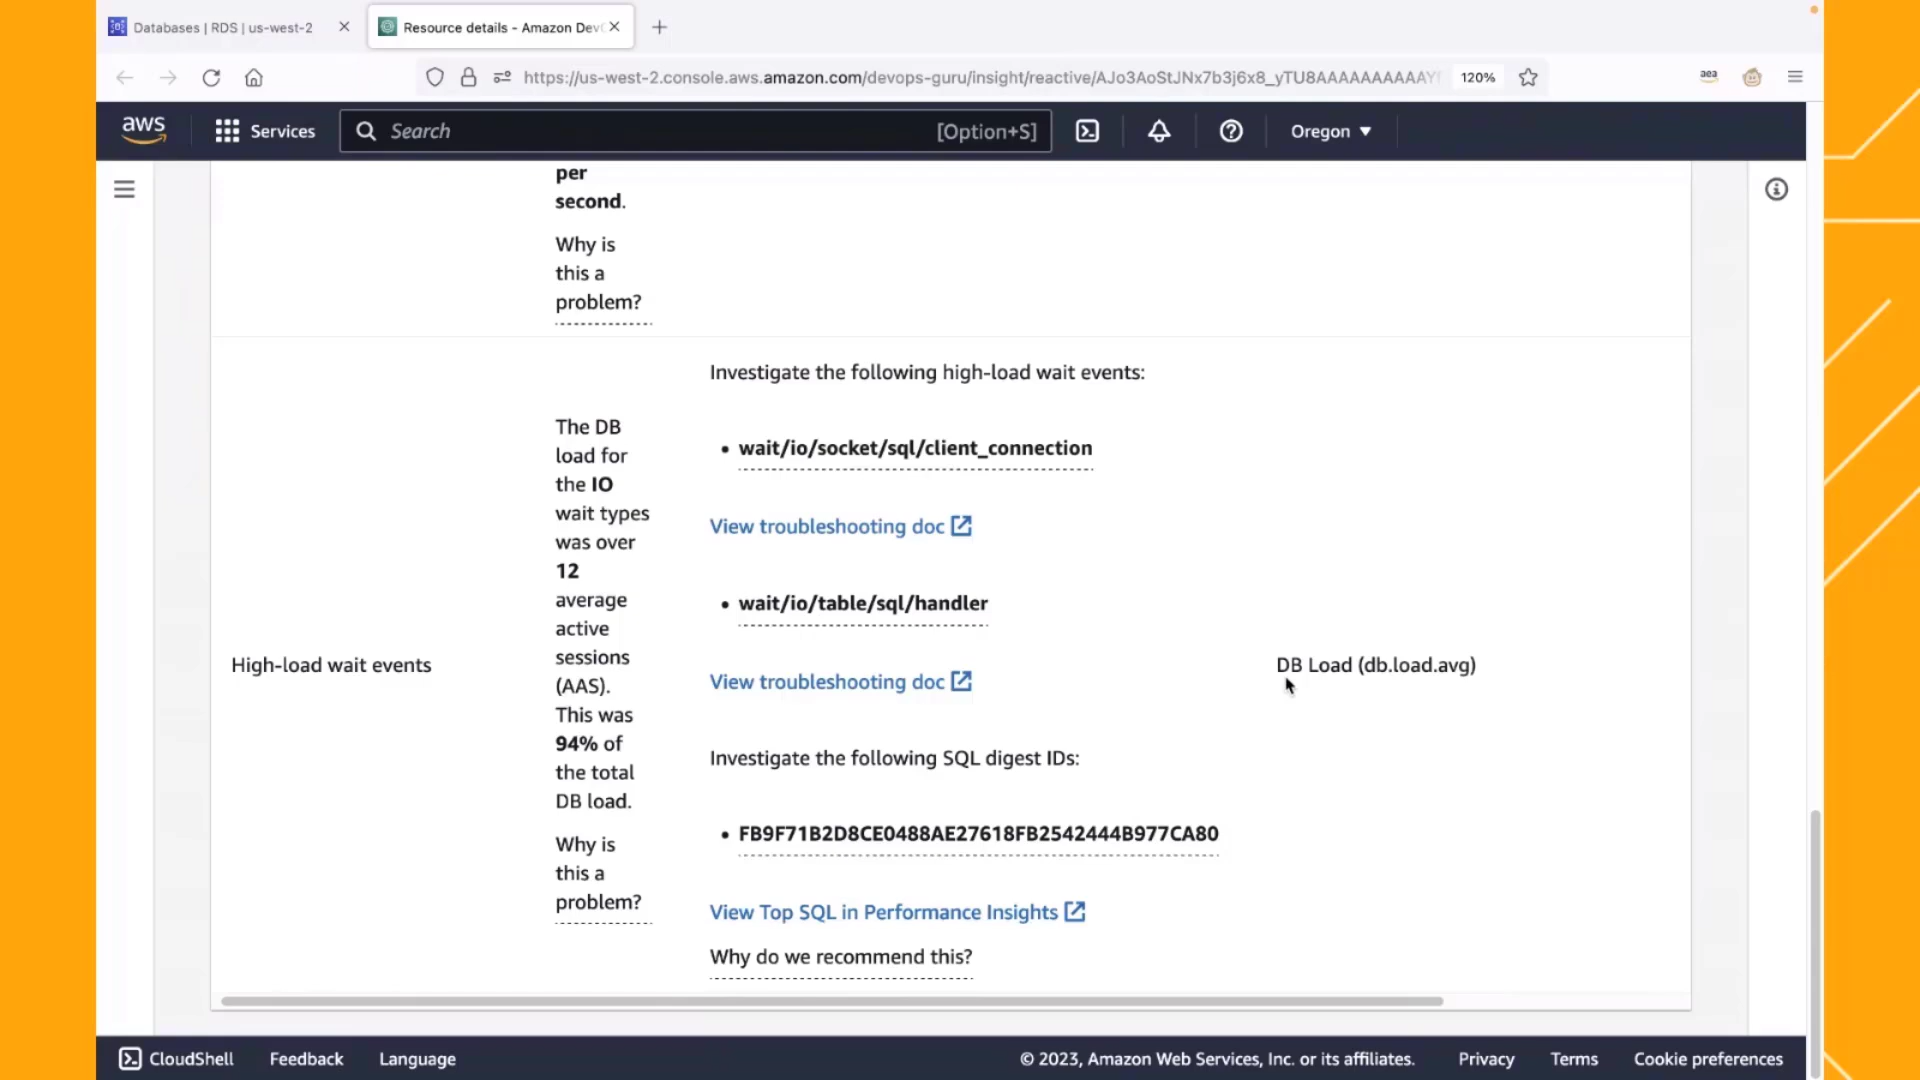 Databases | RDS | us-west-2
Resource details - Amazon Dev
https://us-west-2.console.aws.amazon.com/devops-guru/insight/reactive/AJo3AoStJNx7b3j6x8_yTU8AAAAAAAAAAY
120%
aea
aws
Services
Search
[Option+S]
Oregon
per
second.
Why is
this a
problem?
High-load wait events
The DB
load for
the IO
wait types
was over
12
average
active
sessions
(AAS).
This was
94% of
the total
DB load.
Why is
this a
problem?
Investigate the following high-load wait events:
• wait/io/socket/sql/client_connection
View troubleshooting doc
• wait/io/table/sql/handler
View troubleshooting doc
Investigate the following SQL digest IDs:
• FB9F71B2D8CE0488AE27618FB2542444B977CA80
View Top SQL in Performance Insights
Why do we recommend this?
DB Load (db.load.avg)
CloudShell
Feedback
Language
© 2023, Amazon Web Services, Inc. or its affiliates.
Privacy
Terms
Cookie preferences